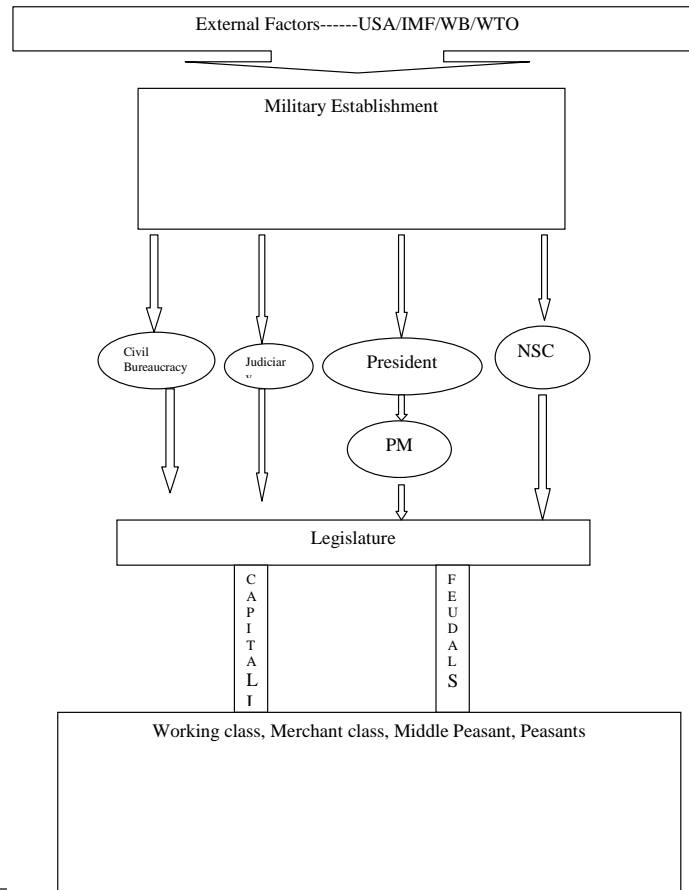 External Factors------USA/IMF/WB/WTO
Military Establishment
Civil
Bureaucracy
Judiciar
y
President
NSC
PM
Legislature
C
A
P
I
T
A
L
I
F
E
U
D
A
L
S
Working class, Merchant class, Middle Peasant, Peasants